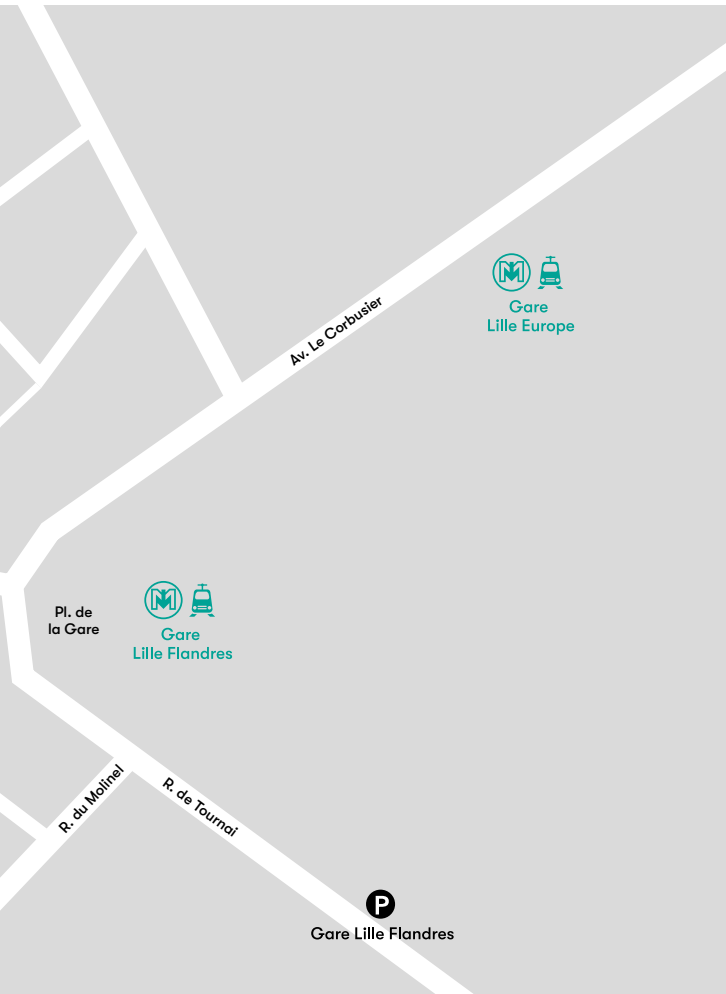 Av. Le Corbusier
M
Gare
Lille Europe
M
Gare
Lille Flandres
Pl. de
la Gare
R. du Molinel
R. de Tournai
P
Gare Lille Flandres